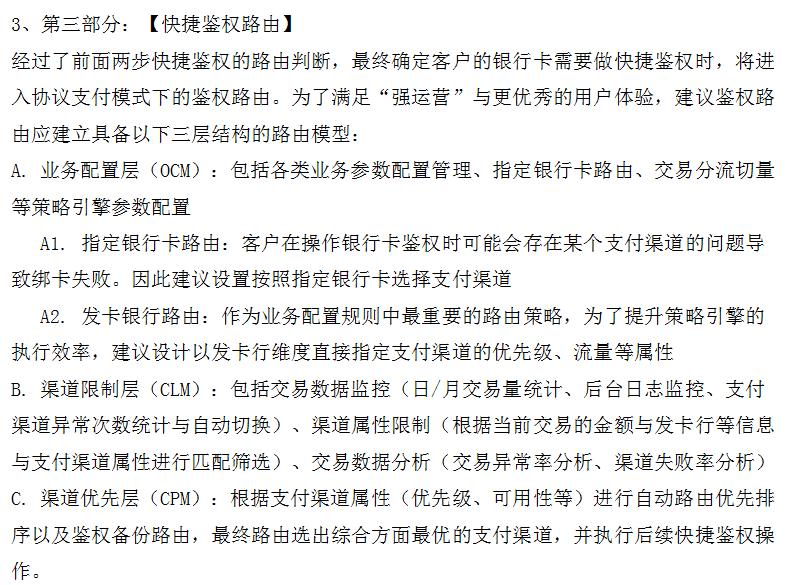 3、第三部分：【快捷鉴权路由】
经过了前面两步快捷鉴权的路由判断，最终确定客户的银行卡需要做快捷鉴权时，将进
入协议支付模式下的鉴权路由。为了满足“强运营”与更优秀的用户体验，建议鉴权路
由应建立具备以下三层结构的路由模型：
A. 业务配置层（OCM）：包括各类业务参数配置管理、指定银行卡路由、交易分流切量
等策略引擎参数配置
A1. 指定银行卡路由：客户在操作银行卡鉴权时可能会存在某个支付渠道的问题导
致绑卡失败。因此建议设置按照指定银行卡选择支付渠道
A2. 发卡银行路由：作为业务配置规则中最重要的路由策略，为了提升策略引擎的
执行效率，建议设计以发卡行维度直接指定支付渠道的优先级、流量等属性
B. 渠道限制层（CLM）：包括交易数据监控（日/月交易量统计、后台日志监控、支付
渠道异常次数统计与自动切换）、渠道属性限制（根据当前交易的金额与发卡行等信息
与支付渠道属性进行匹配筛选）、交易数据分析（交易异常率分析、渠道失败率分析）
C. 渠道优先层（CPM）：根据支付渠道属性（优先级、可用性等）进行自动路由优先排
序以及鉴权备份路由，最终路由选出综合方面最优的支付渠道，并执行后续快捷鉴权操
作。